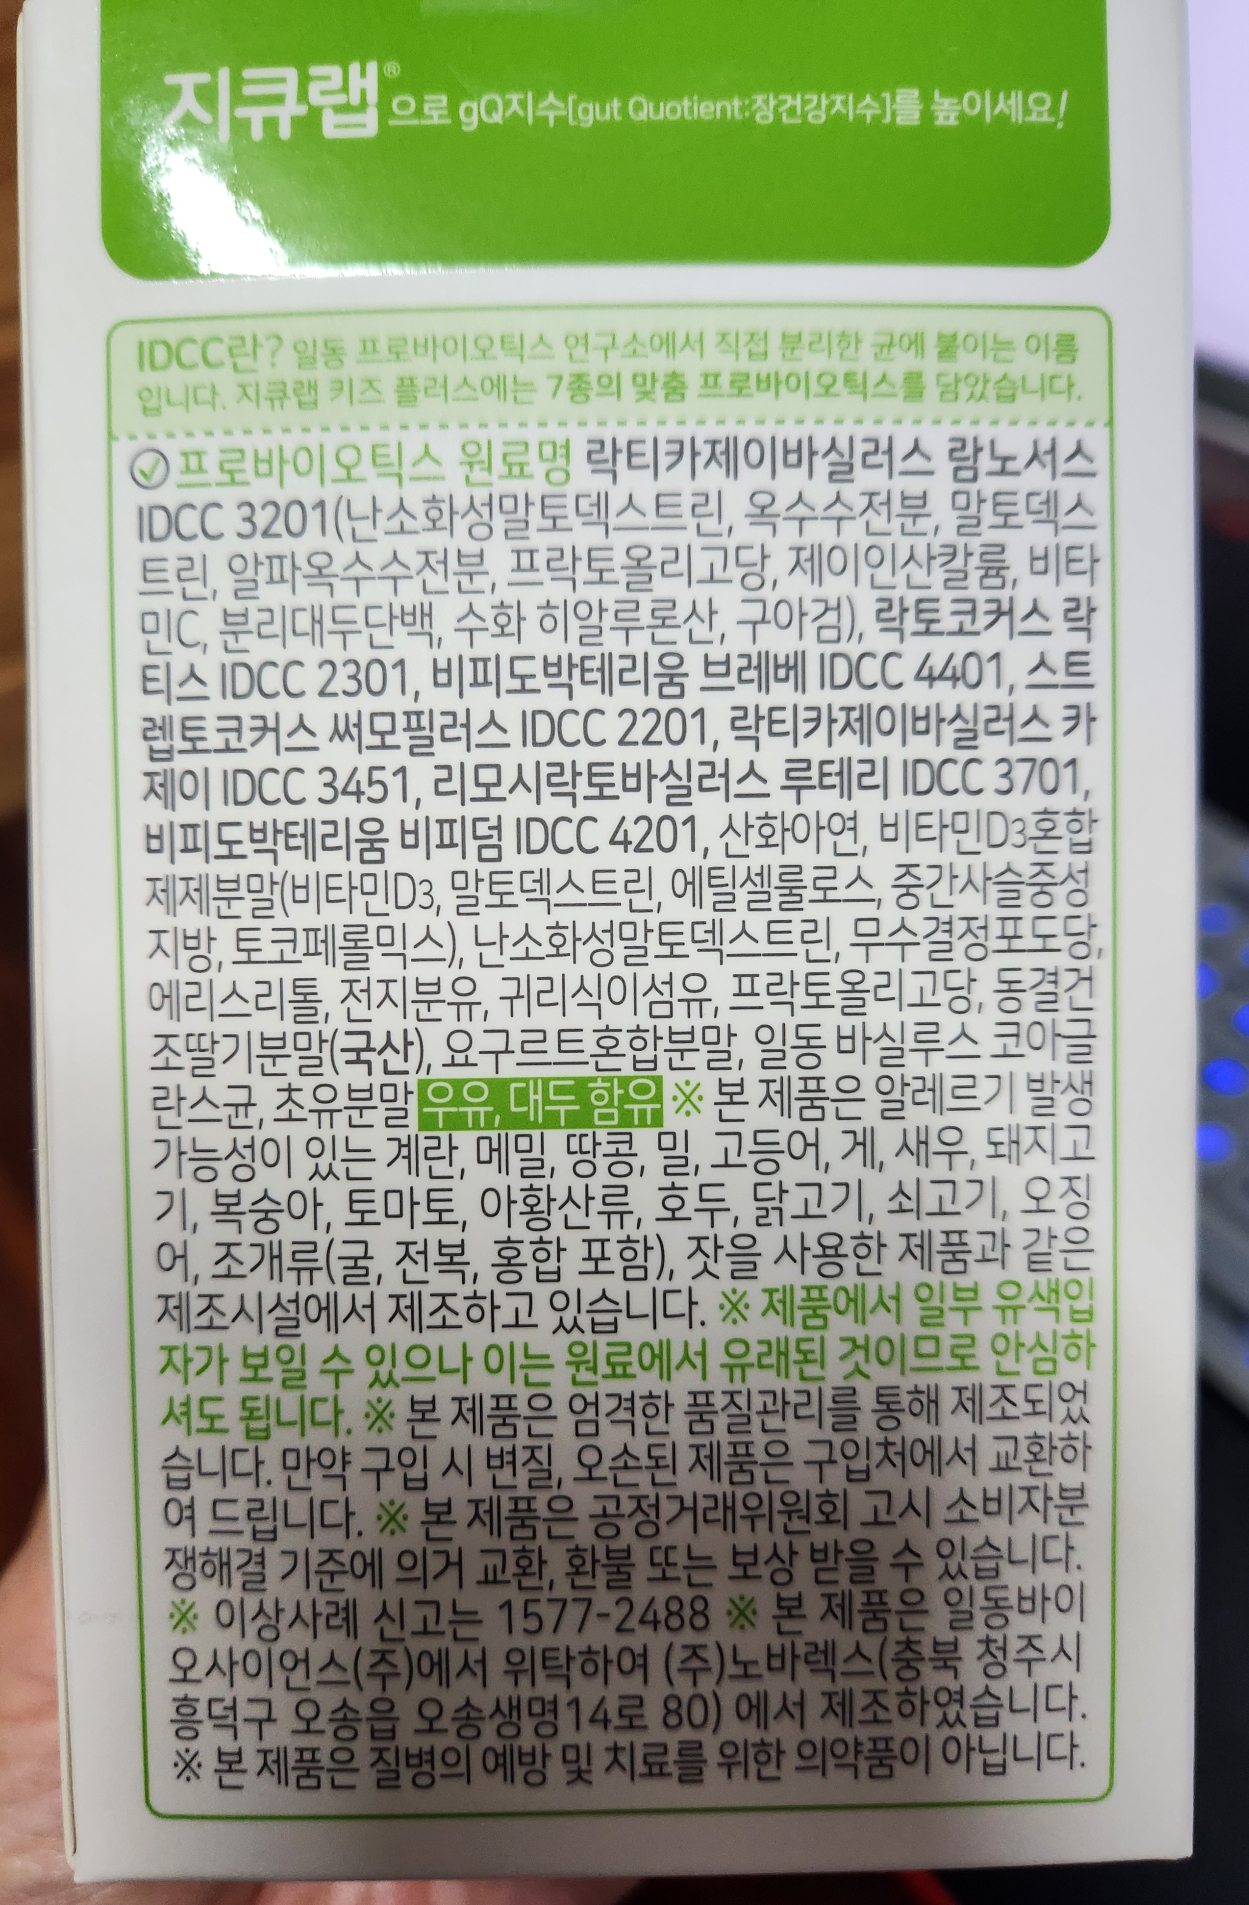 지큐랩®으로 gQ지수[gut Quotient:장건강지수]를 높이세요!
IDCC란? 일동 프로바이오틱스 연구소에서 직접 분리한 균에 붙이는 이름
입니다. 지큐랩 키즈 플러스에는 7종의 맞춤 프로바이오틱스를 담았습니다.
프로바이오틱스 원료명 락티카제이바실러스 람노서스
IDCC 3201(난소화성말토덱스트린, 옥수수전분, 말토덱스
트린, 알파옥수수전분, 프락토올리고당, 제이인산칼륨, 비타
민C, 분리대두단백, 수화 히알루론산, 구아검), 락토코커스 락
티스 IDCC 2301, 비피도박테리움 브레베 IDCC 4401, 스트
렙토코커스 써모필러스 IDCC 2201, 락티카제이바실러스 카
제이 IDCC 3451, 리모시락토바실러스 루테리 IDCC 3701,
비피도박테리움 비피덤 IDCC 4201, 산화아연, 비타민D3혼합
제제분말(비타민D3, 말토덱스트린, 에틸셀룰로스, 중간사슬중성
지방, 토코페롤믹스), 난소화성말토덱스트린, 무수결정포도당,
에리스리톨, 전지분유, 귀리식이섬유, 프락토올리고당, 동결건
조딸기분말(국산), 요구르트혼합분말, 일동 바실루스 코아글
란스균, 초유분말 우유, 대두 함유 ※ 본 제품은 알레르기 발생
가능성이 있는 계란, 메밀, 땅콩, 밀, 고등어, 게, 새우, 돼지고
기, 복숭아, 토마토, 아황산류, 호두, 닭고기, 쇠고기, 오징
어, 조개류(굴, 전복, 홍합 포함), 잣을 사용한 제품과 같은
제조시설에서 제조하고 있습니다. ※ 제품에서 일부 유색입
자가 보일 수 있으나 이는 원료에서 유래된 것이므로 안심하
셔도 됩니다. ※ 본 제품은 엄격한 품질관리를 통해 제조되었
습니다. 만약 구입 시 변질, 오손된 제품은 구입처에서 교환하
여 드립니다. ※ 본 제품은 공정거래위원회 고시 소비자분
쟁해결 기준에 의거 교환, 환불 또는 보상 받을 수 있습니다.
※ 이상사례 신고는 1577-2488 ※ 본 제품은 일동바이
오사이언스(주)에서 위탁하여 (주)노바렉스(충북 청주시
흥덕구 오송읍 오송생명14로 80) 에서 제조하였습니다.
※ 본 제품은 질병의 예방 및 치료를 위한 의약품이 아닙니다.